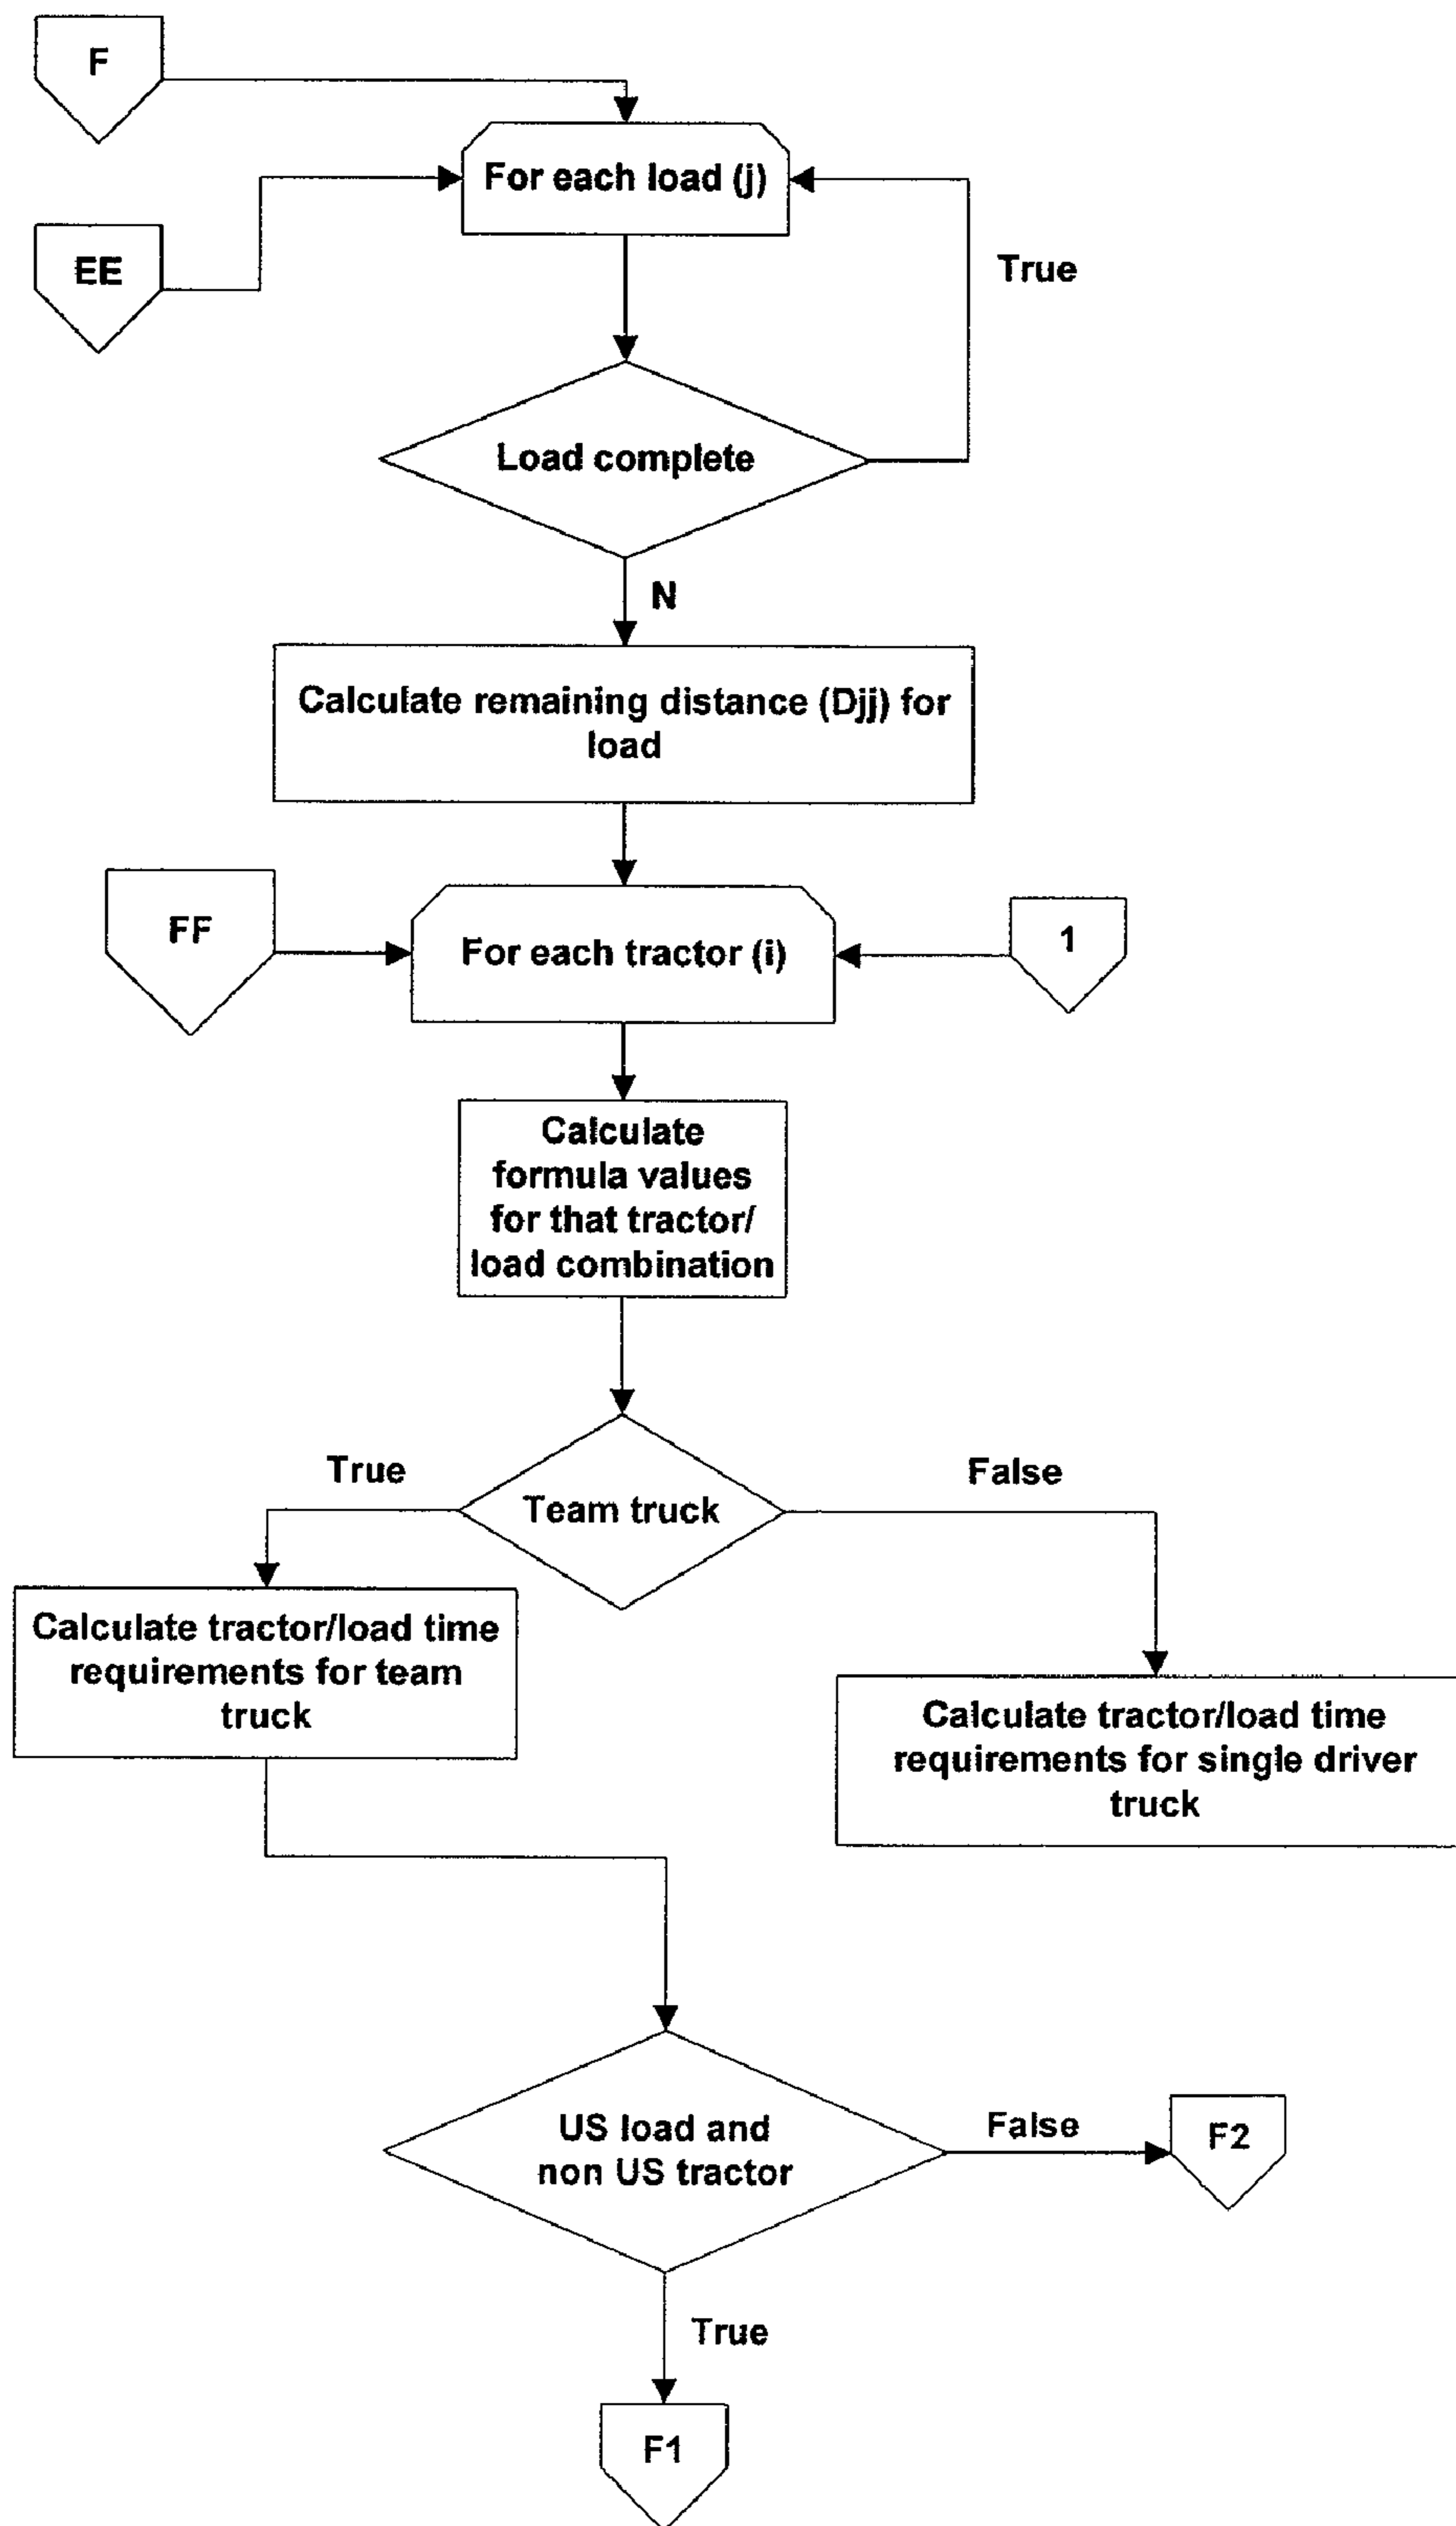 F
For each load (j)
EE
True
Load complete
N
Calculate remaining distance (Djj) for
load
FF
For each tractor (i)
1
Calculate
formula values
for that tractor/
load combination
True
False
Team truck
Calculate tractor/load time
requirements for team
truck
Calculate tractor/load time
requirements for single driver
truck
US load and
non US tractor
False
F2
True
F1